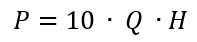 P = 10 · Q · H